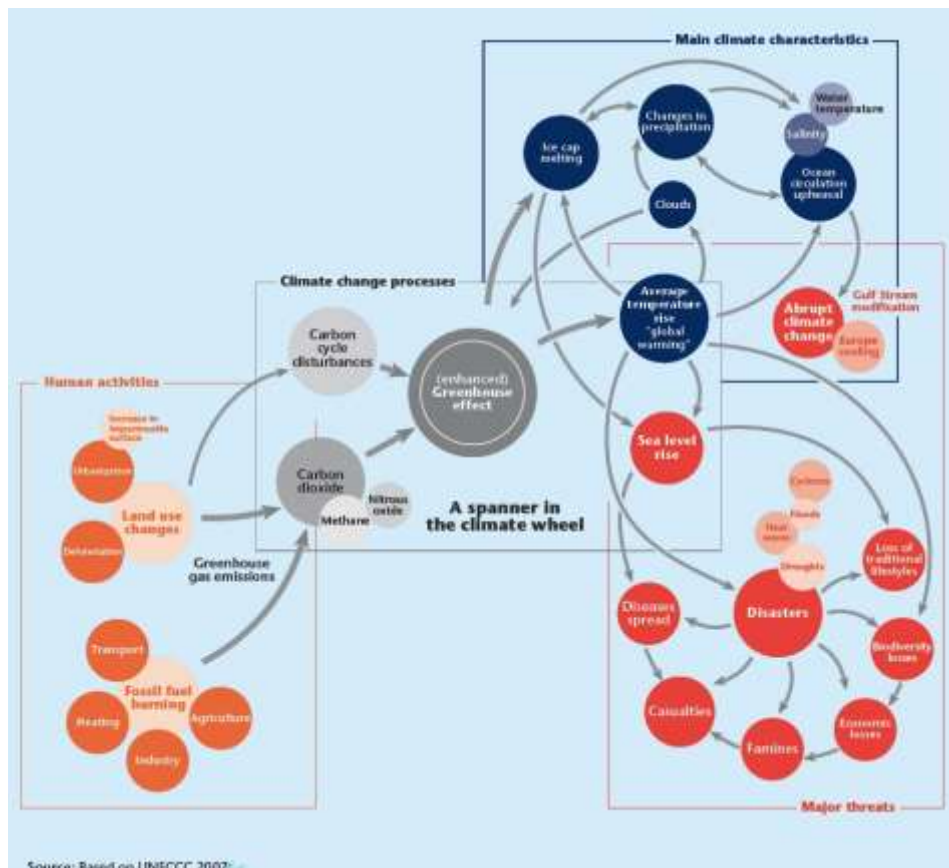 Main climate characteristics
Water
temperature
Salinity
Changes in
precipitation
Ice cap
melting
Ocean
circulation
upheaval
Clouds
Climate change processes
Average
temperature
rise
"global
warming"
Gulf Stream
modification
Abrupt
climate
change
Europe
cooling
Carbon
cycle
disturbances
(enhanced)
Greenhouse
effect
Human activities
Increase in
impermeable
surface
Urbanization
Land use
changes
Deforestation
Sea level
rise
Carbon
dioxide
Nitrous
oxide
Methane
A spanner in
the climate wheel
Greenhouse
gas emissions
Cyclones
Floods
Heat
waves
Droughts
Loss of
traditional
lifestyles
Diseases
spread
Disasters
Biodiversity
losses
Transport
Fossil fuel
burning
Heating
Agriculture
Industry
Casualties
Economic
losses
Famines
Major threats
Source: Based on UNFCCC 2007